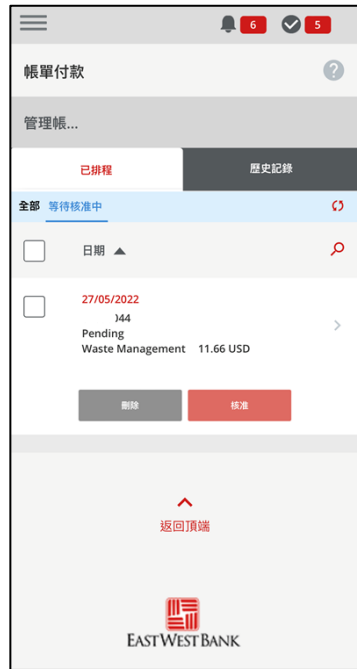 6 5
帳單付款 ?
管理帳...
已排程 歷史記錄
全部 等待核准中
日期
27/05/2022
044
Pending
Waste Management 11.66 USD
刪除 核准
返回頂端
EAST WEST BANK